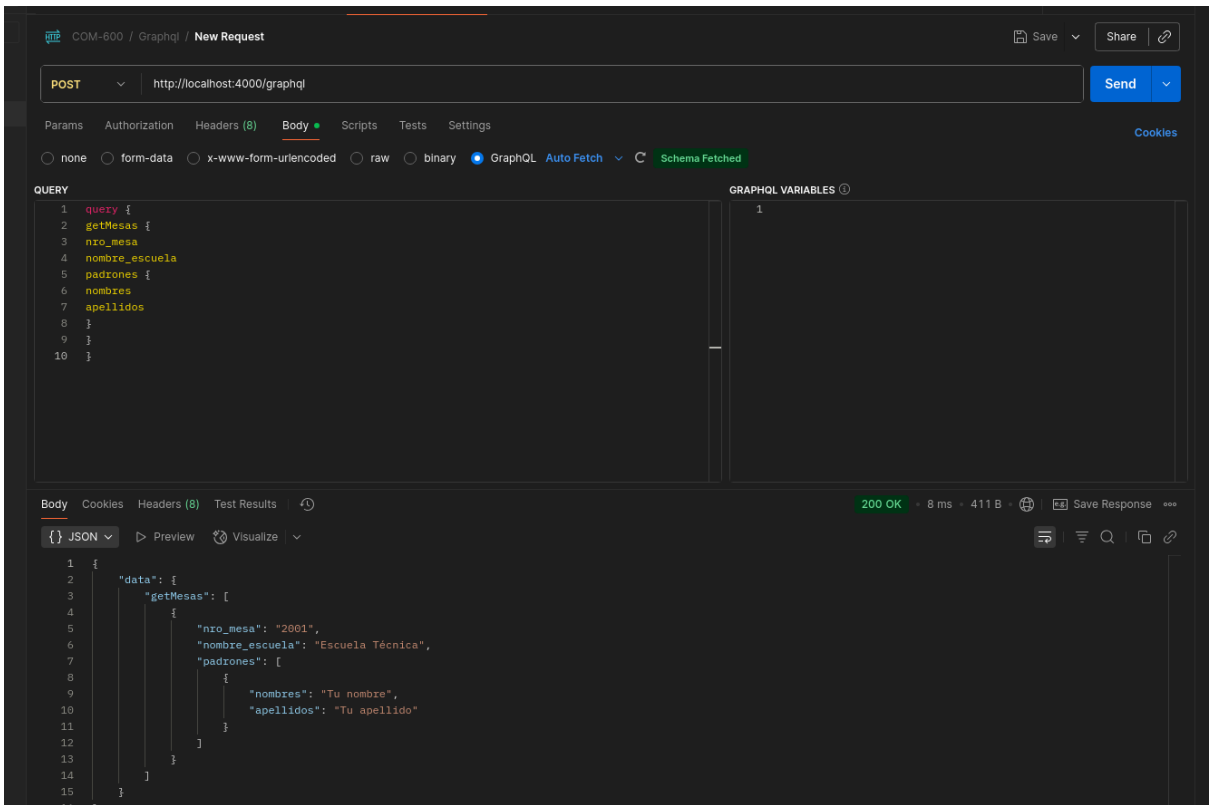 HTTP COM-600 / Graphql / New Request Save Share
POST http://localhost:4000/graphql Send
Params Authorization Headers (8) Body Scripts Tests Settings Cookies
none form-data x-www-form-urlencoded raw binary GraphQL Auto Fetch Schema Fetched
QUERY GRAPHQL VARIABLES
1 query { 1
2 getMesas {
3 nro_mesa
4 nombre_escuela
5 padrones {
6 nombres
7 apellidos
8 }
9 }
10 }
Body Cookies Headers (8) Test Results 200 OK 8 ms 411 B e.g. Save Response
{} JSON Preview Visualize
1 {
2 "data": {
3 "getMesas": [
4 {
5 "nro_mesa": "2001",
6 "nombre_escuela": "Escuela Técnica",
7 "padrones": [
8 {
9 "nombres": "Tu nombre",
10 "apellidos": "Tu apellido"
11 }
12 ]
13 }
14 ]
15 }